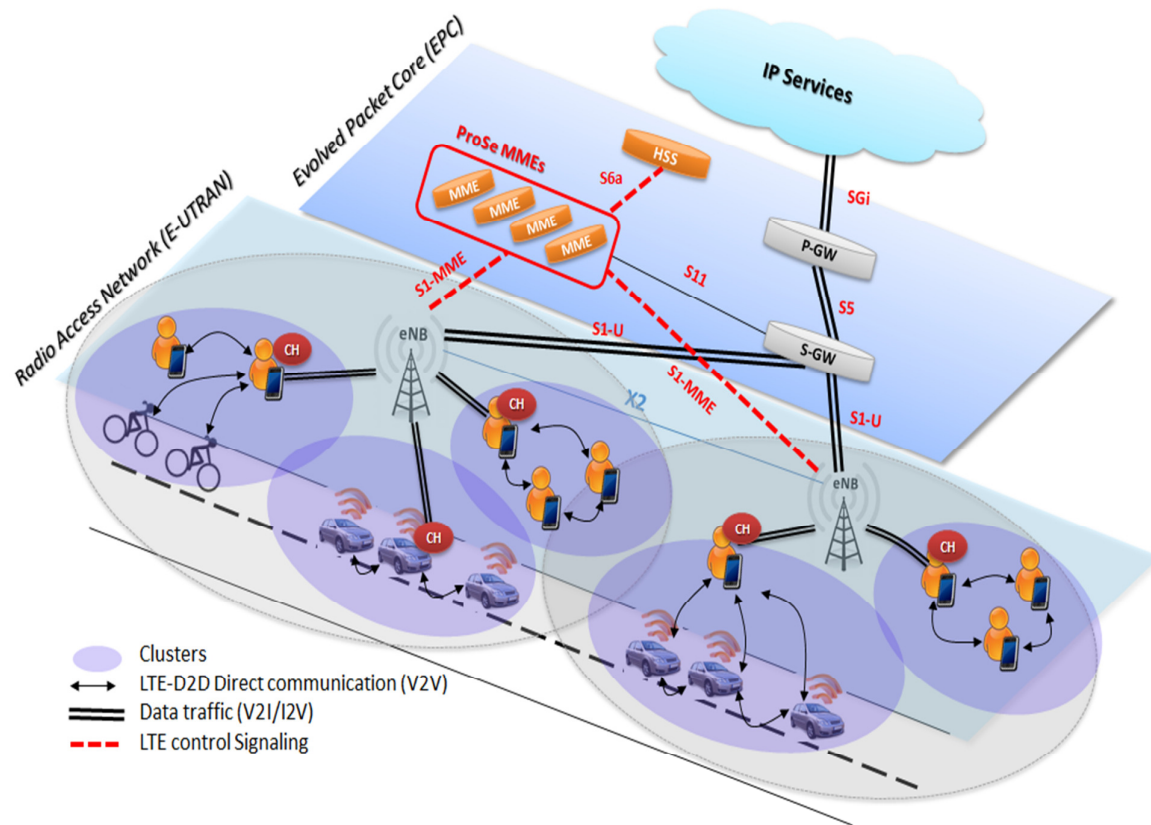 IP Services
Evolved Packet Core (EPC)
ProSe MMEs
HSS
S6a
MME
MME
MME
MME
SGi
P-GW
Radio Access Network (E-UTRAN)
S1-MME
S11
S5
S1-U
S-GW
eNB
CH
S1-MME
X2
S1-U
CH
eNB
CH
CH
CH
Clusters
LTE-D2D Direct communication (V2V)
Data traffic (V2I/I2V)
LTE control Signaling